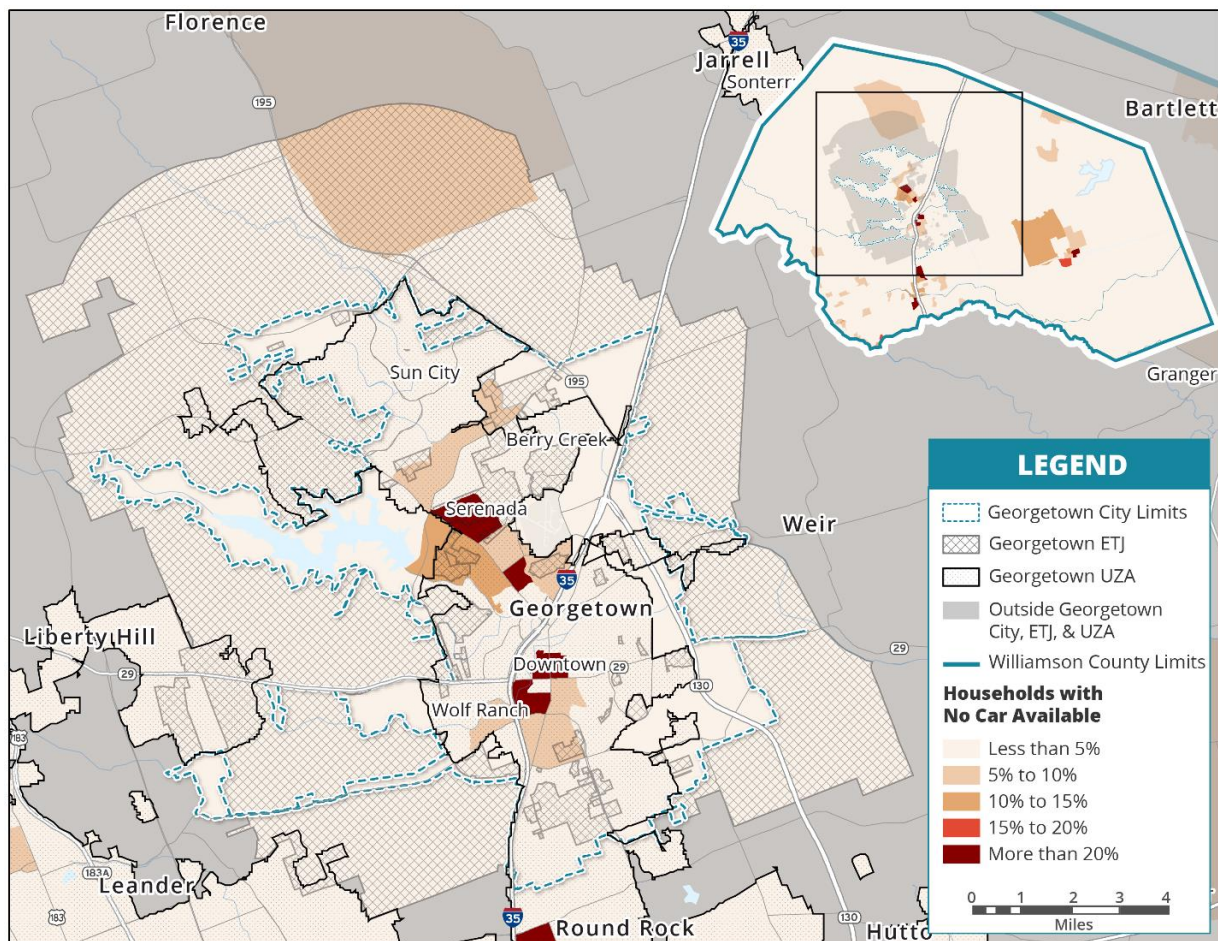 Florence
35
Jarrell
Sonterr
195
Bartlett
Granger
Sun City
195
Berry Creek
Serenada
Weir
35
Georgetown
Liberty Hill
29
Downtown
29
29
130
Wolf Ranch
183
183A
Leander
183
35
Round Rock
130
Hutto
LEGEND
Georgetown City Limits
Georgetown ETJ
Georgetown UZA
Outside Georgetown
City, ETJ, & UZA
Williamson County Limits
Households with
No Car Available
Less than 5%
5% to 10%
10% to 15%
15% to 20%
More than 20%
0 1 2 3 4
Miles